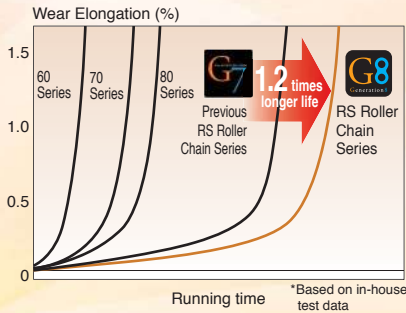 Wear Elongation (%)
1.5
1.0
0.5
0
60
Series
70
Series
80
Series
G7
Previous
RS Roller
Chain Series
1.2 times
longer life
G8
Generation8
RS Roller
Chain
Series
Running time
*Based on in-house
test data